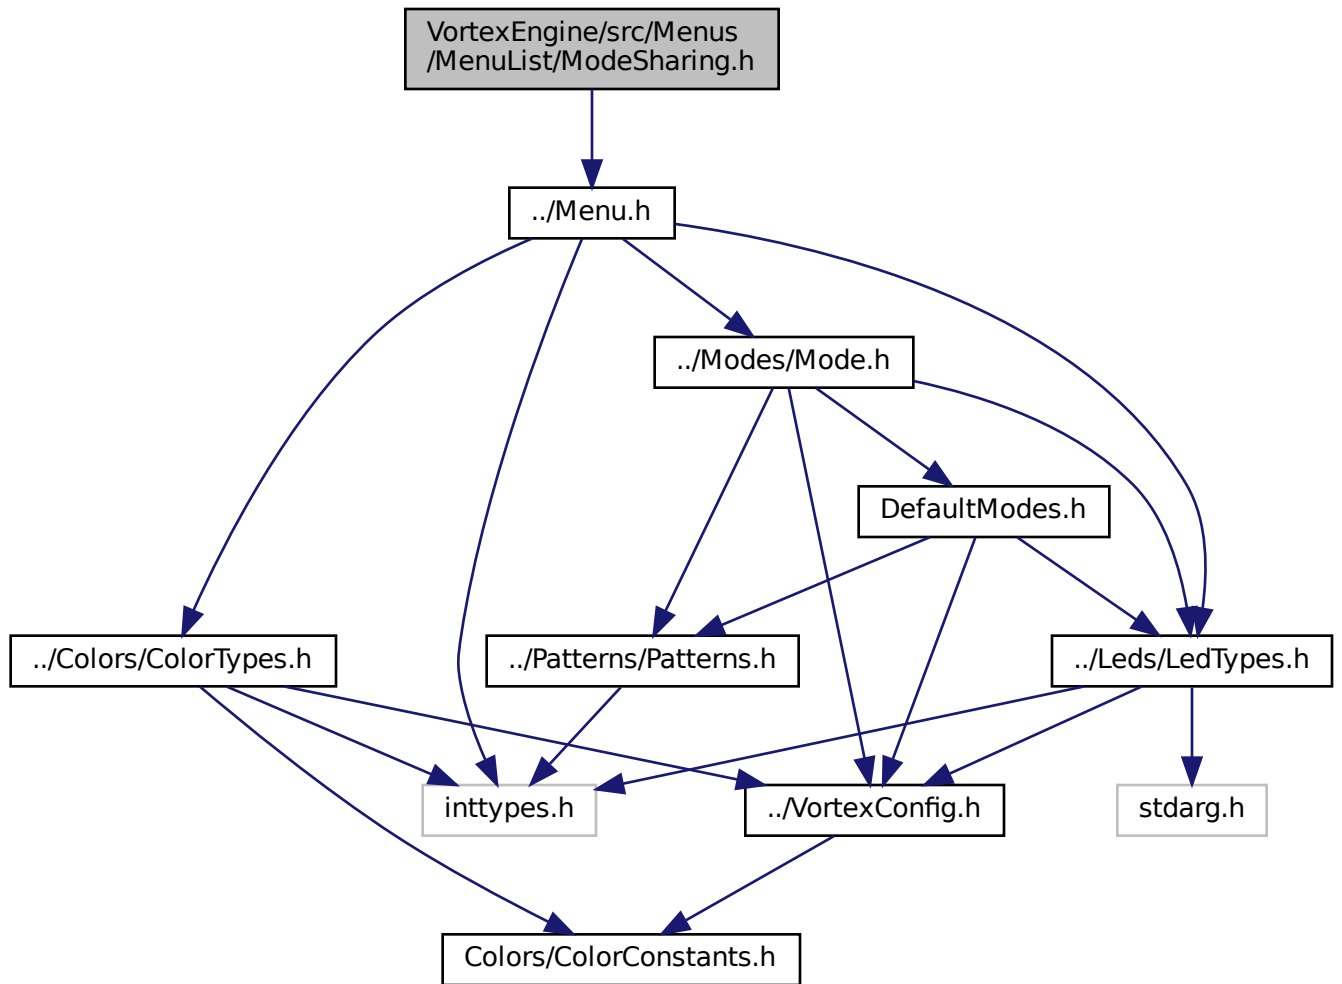 VortexEngine/src/Menus
/MenuList/ModeSharing.h
../Menu.h
../Modes/Mode.h
DefaultModes.h
../Colors/ColorTypes.h
../Patterns/Patterns.h
../Leds/LedTypes.h
inttypes.h
../VortexConfig.h
stdarg.h
Colors/ColorConstants.h